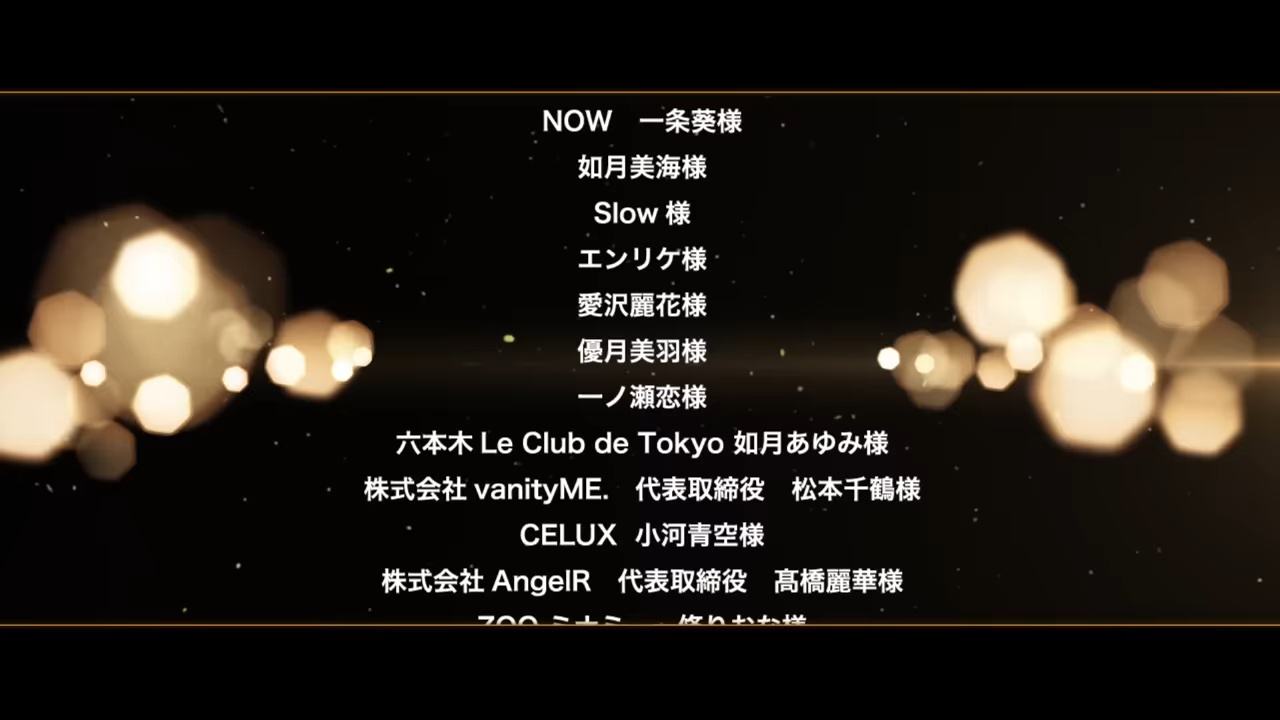 NOW　一条葵様
如月美海様
Slow 様
エンリケ様
愛沢麗花様
優月美羽様
一ノ瀬恋様
六本木 Le Club de Tokyo 如月あゆみ様
株式会社 vanityME.　代表取締役　松本千鶴様
CELUX　小河青空様
株式会社 AngelR　代表取締役　髙橋麗華様
ZOO ミナミ